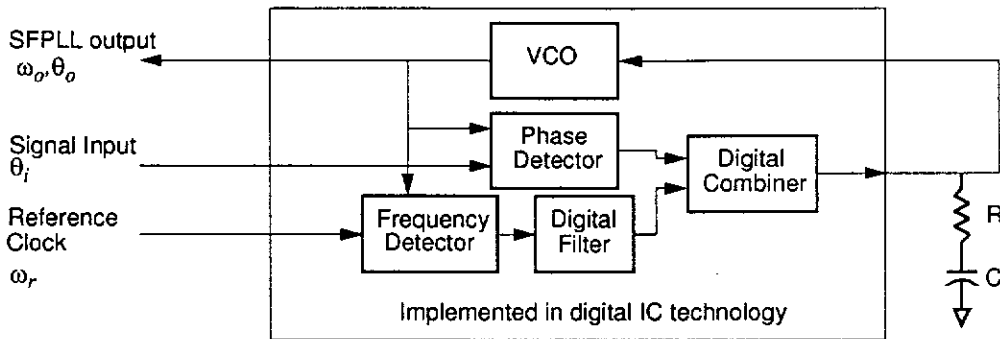 SFPLL output
ω_o,θ_o
VCO
Signal Input
θ_i
Phase
Detector
Digital
Combiner
Reference
Clock
ω_r
Frequency
Detector
Digital
Filter
R
C
Implemented in digital IC technology